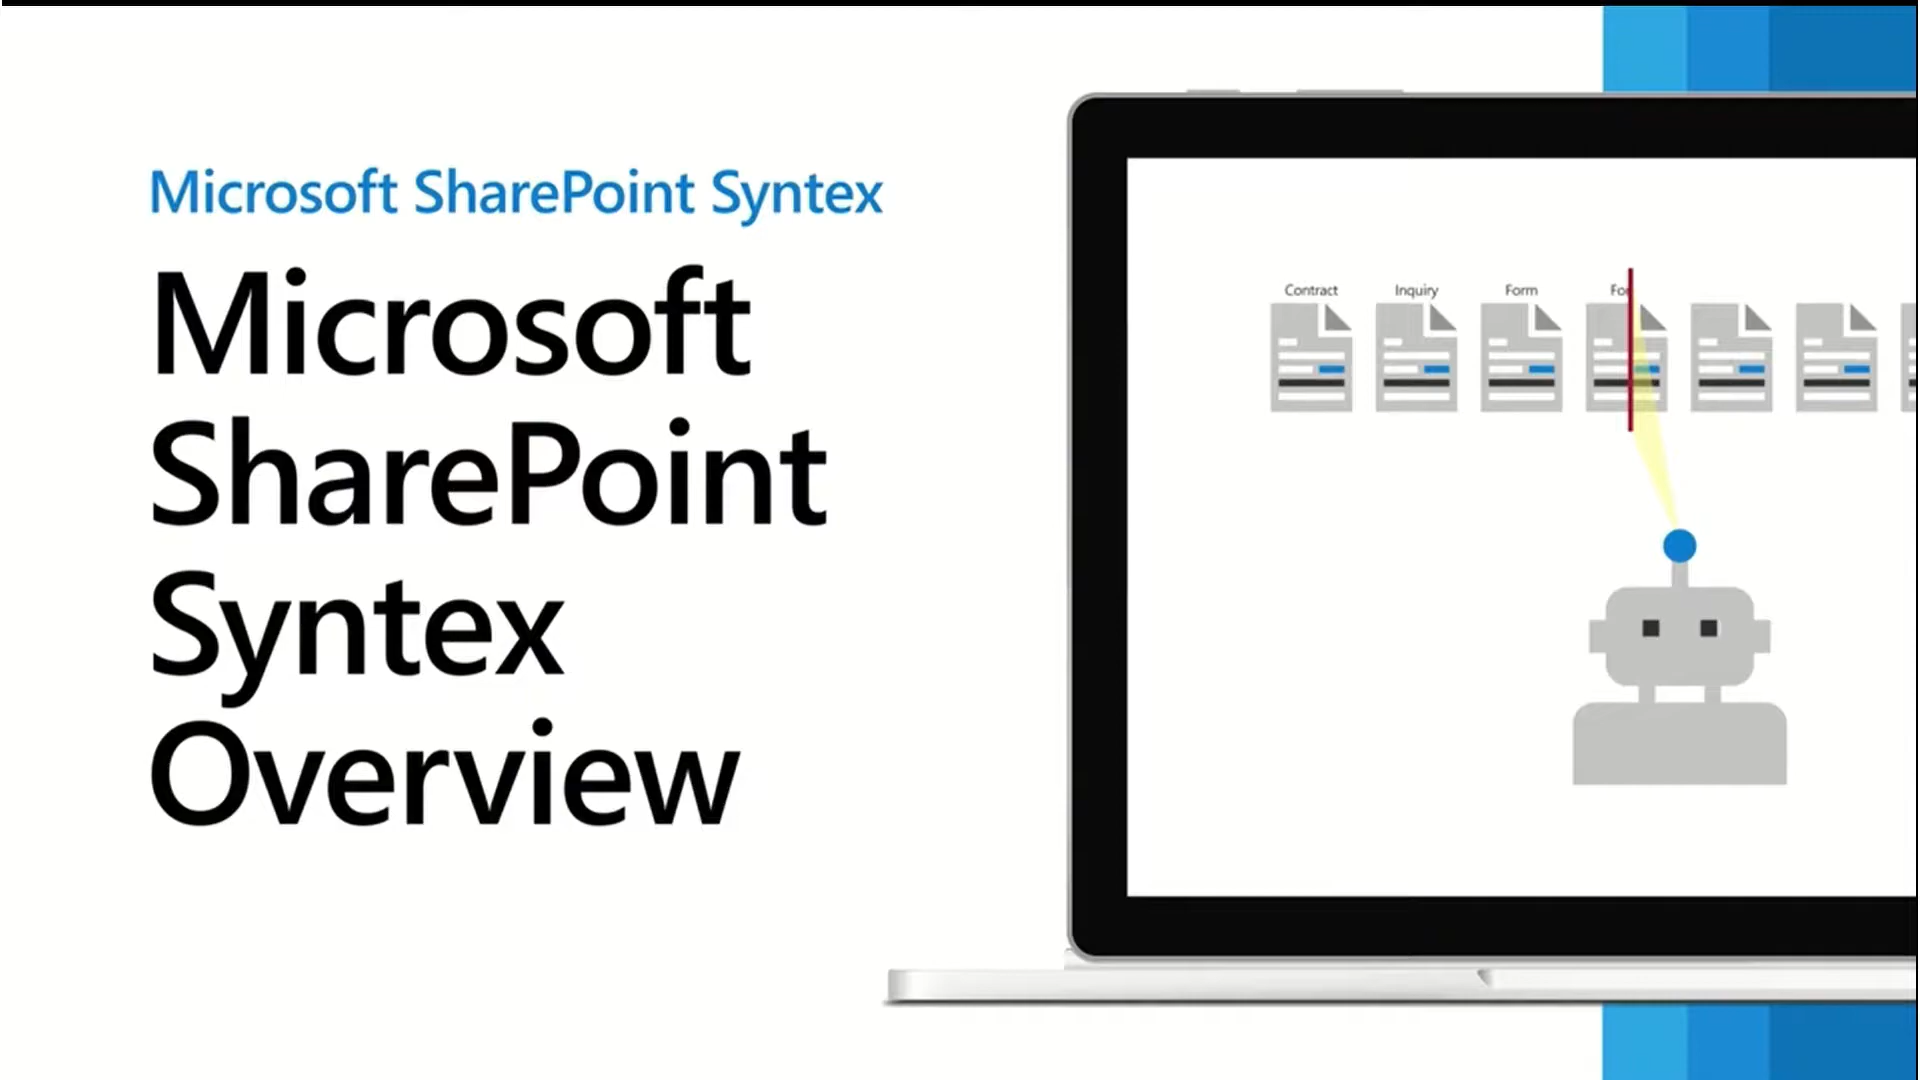 Microsoft SharePoint Syntex
Microsoft
SharePoint
Syntex
Overview
Contract Inquiry Form